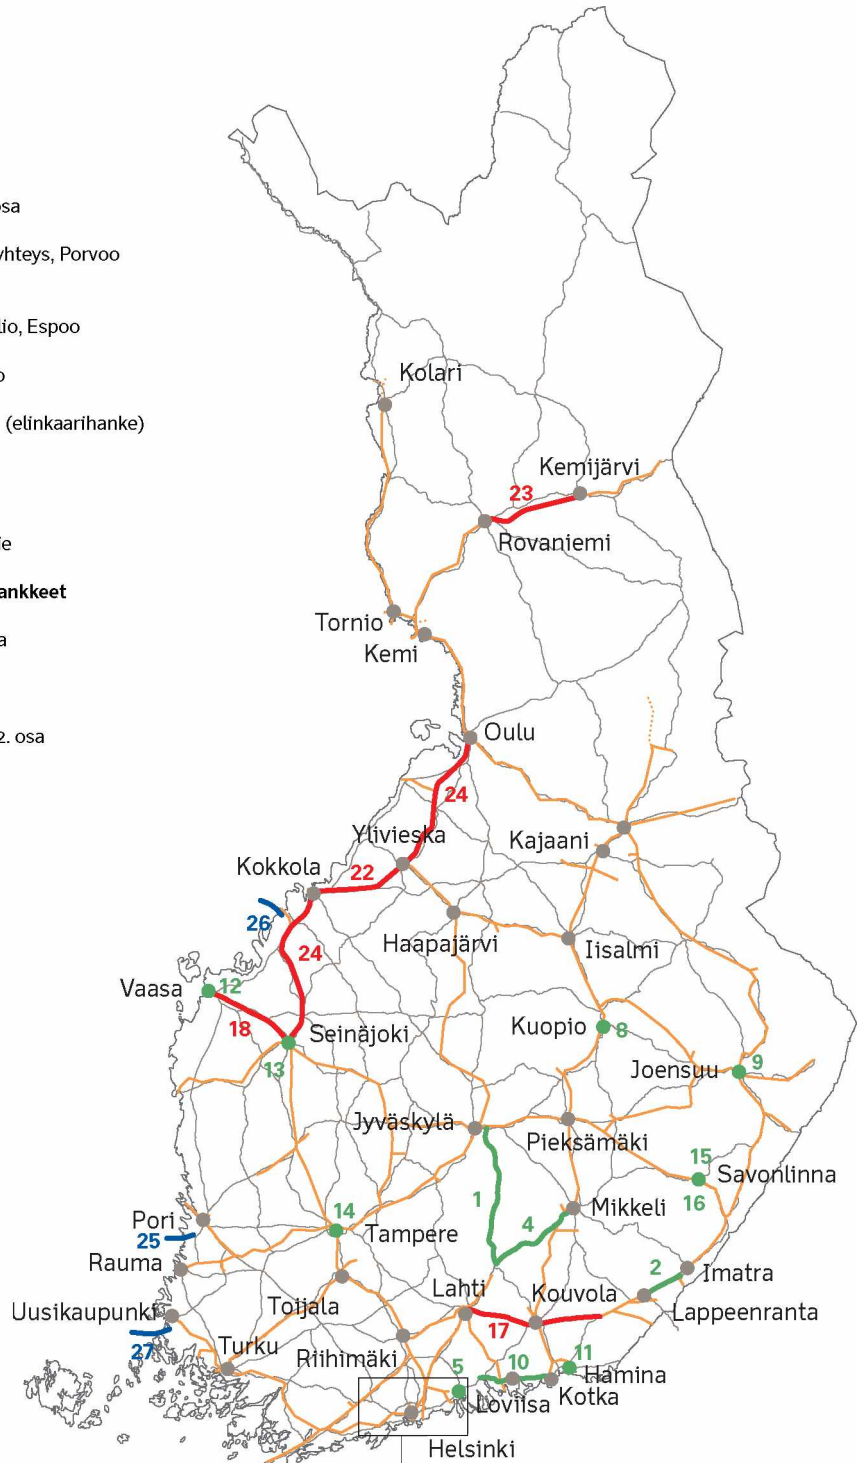 osa
yhteys, Porvoo
lio, Espoo
o
(elinkaarihanke)
ie
ankkeet
a
2. osa
Kolari
Kemijärvi
23
Rovaniemi
Tornio
Kemi
Oulu
24
Ylivieska
Kajaani
Kokkola
22
26
Haapajärvi
Iisalmi
24
Vaasa
12
18
Seinäjoki
Kuopio
8
13
Joensuu
9
Jyväskylä
Pieksämäki
15
Savonlinna
1
16
Mikkeli
14
4
Pori
Tampere
25
Rauma
2
Imatra
Lahti
Kouvola
Toijala
Lappeenranta
Uusikaupunki
17
27
Turku
Riihimäki
11
5
10
Hamina
Loviisa
Kotka
Helsinki